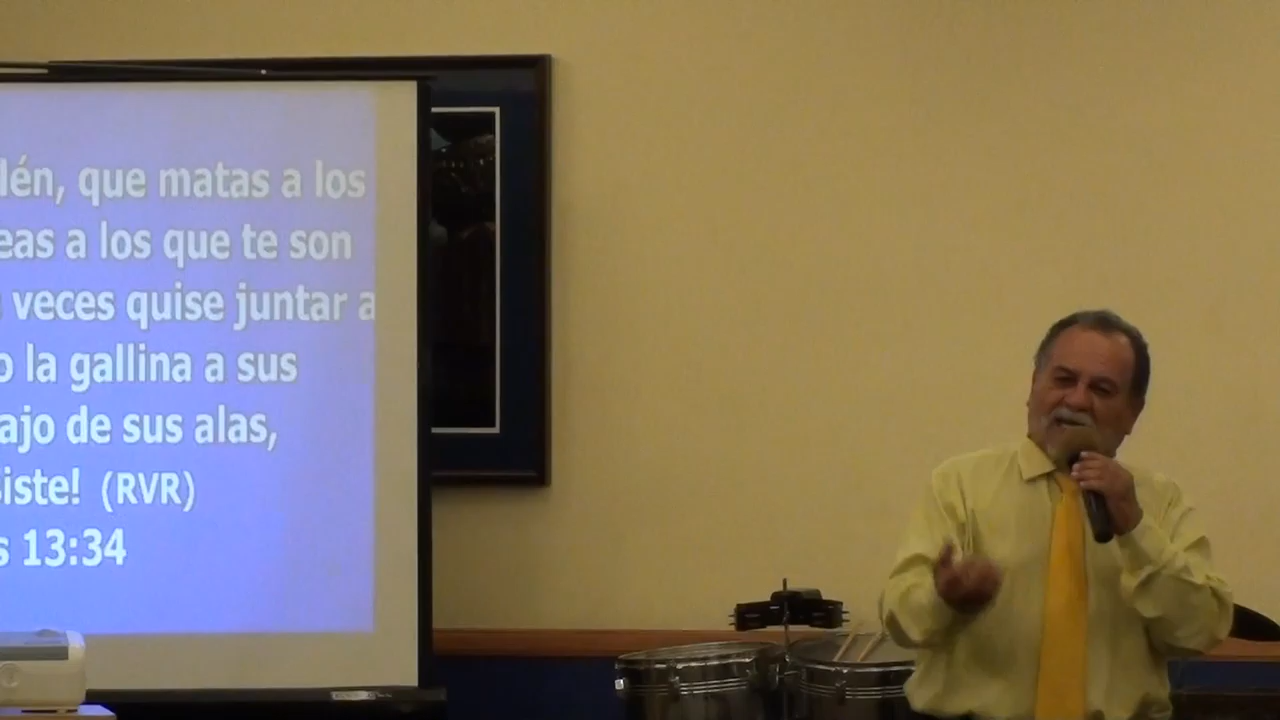 lén, que matas a los
eas a los que te son
veces quise juntar a
o la gallina a sus
ajo de sus alas,
siste! (RVR)
s 13:34